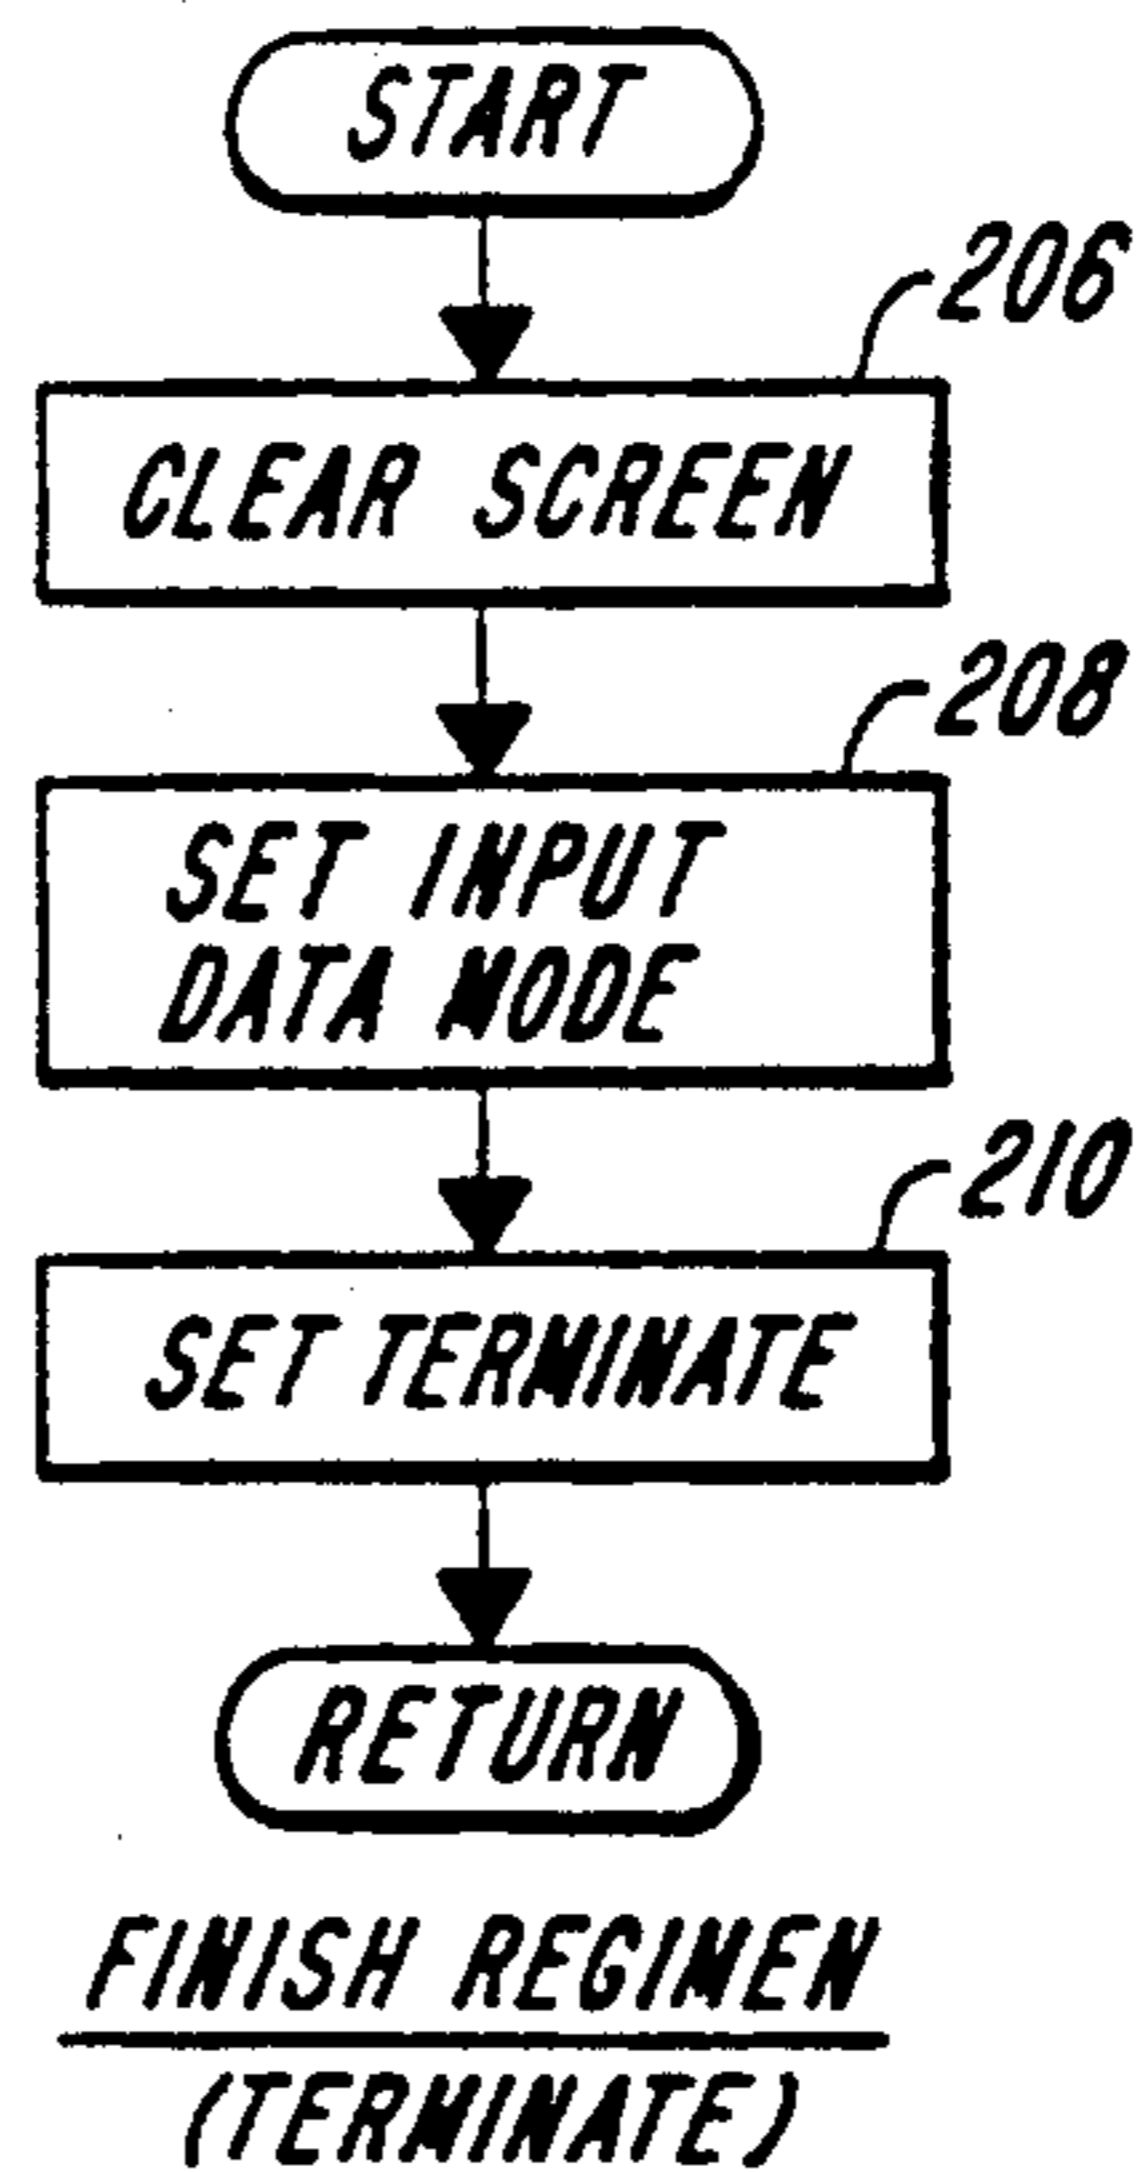 START
206
CLEAR SCREEN
208
SET INPUT
DATA MODE
210
SET TERMINATE
RETURN
FINISH REGIMEN
(TERMINATE)